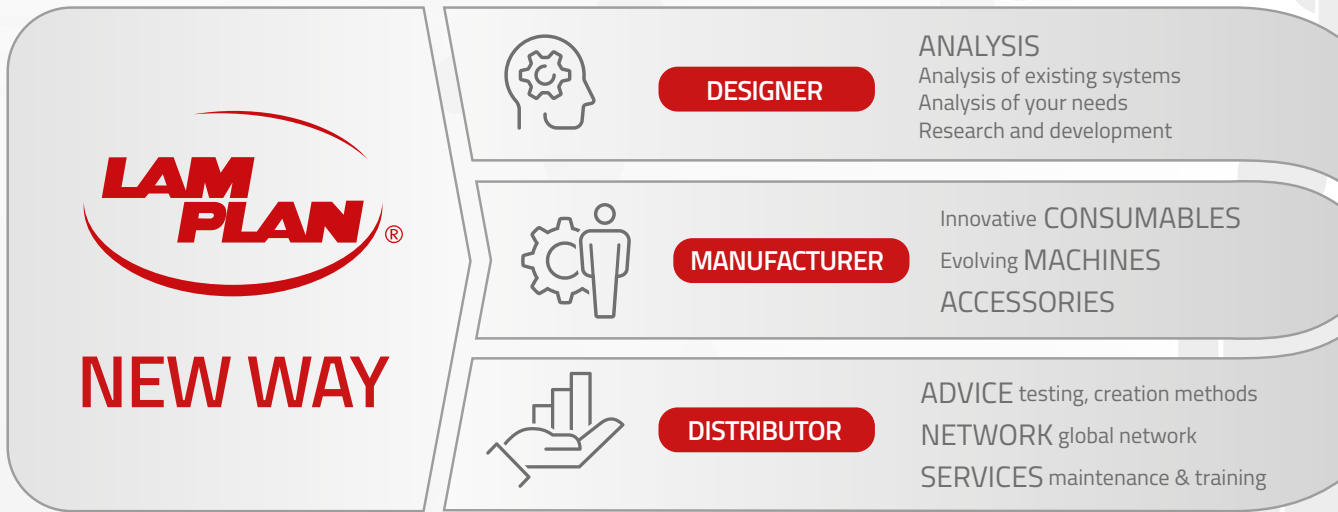 LAM
PLAN®
NEW WAY
DESIGNER
ANALYSIS
Analysis of existing systems
Analysis of your needs
Research and development
MANUFACTURER
Innovative CONSUMABLES
Evolving MACHINES
ACCESSORIES
DISTRIBUTOR
ADVICE testing, creation methods
NETWORK global network
SERVICES maintenance & training